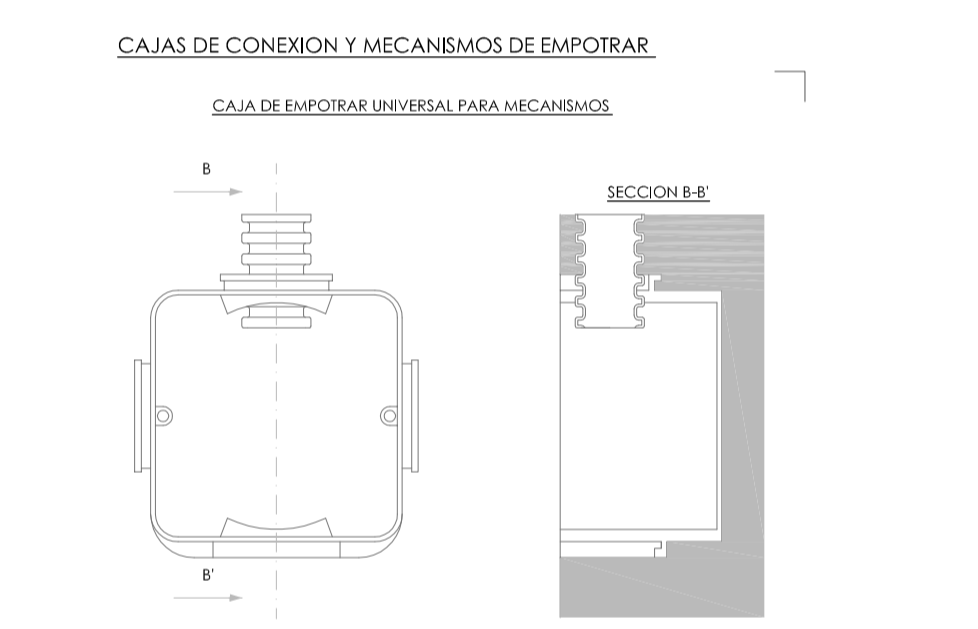 CAJAS DE CONEXION Y MECANISMOS DE EMPOTRAR
CAJA DE EMPOTRAR UNIVERSAL PARA MECANISMOS
B
SECCION B-B'
B'